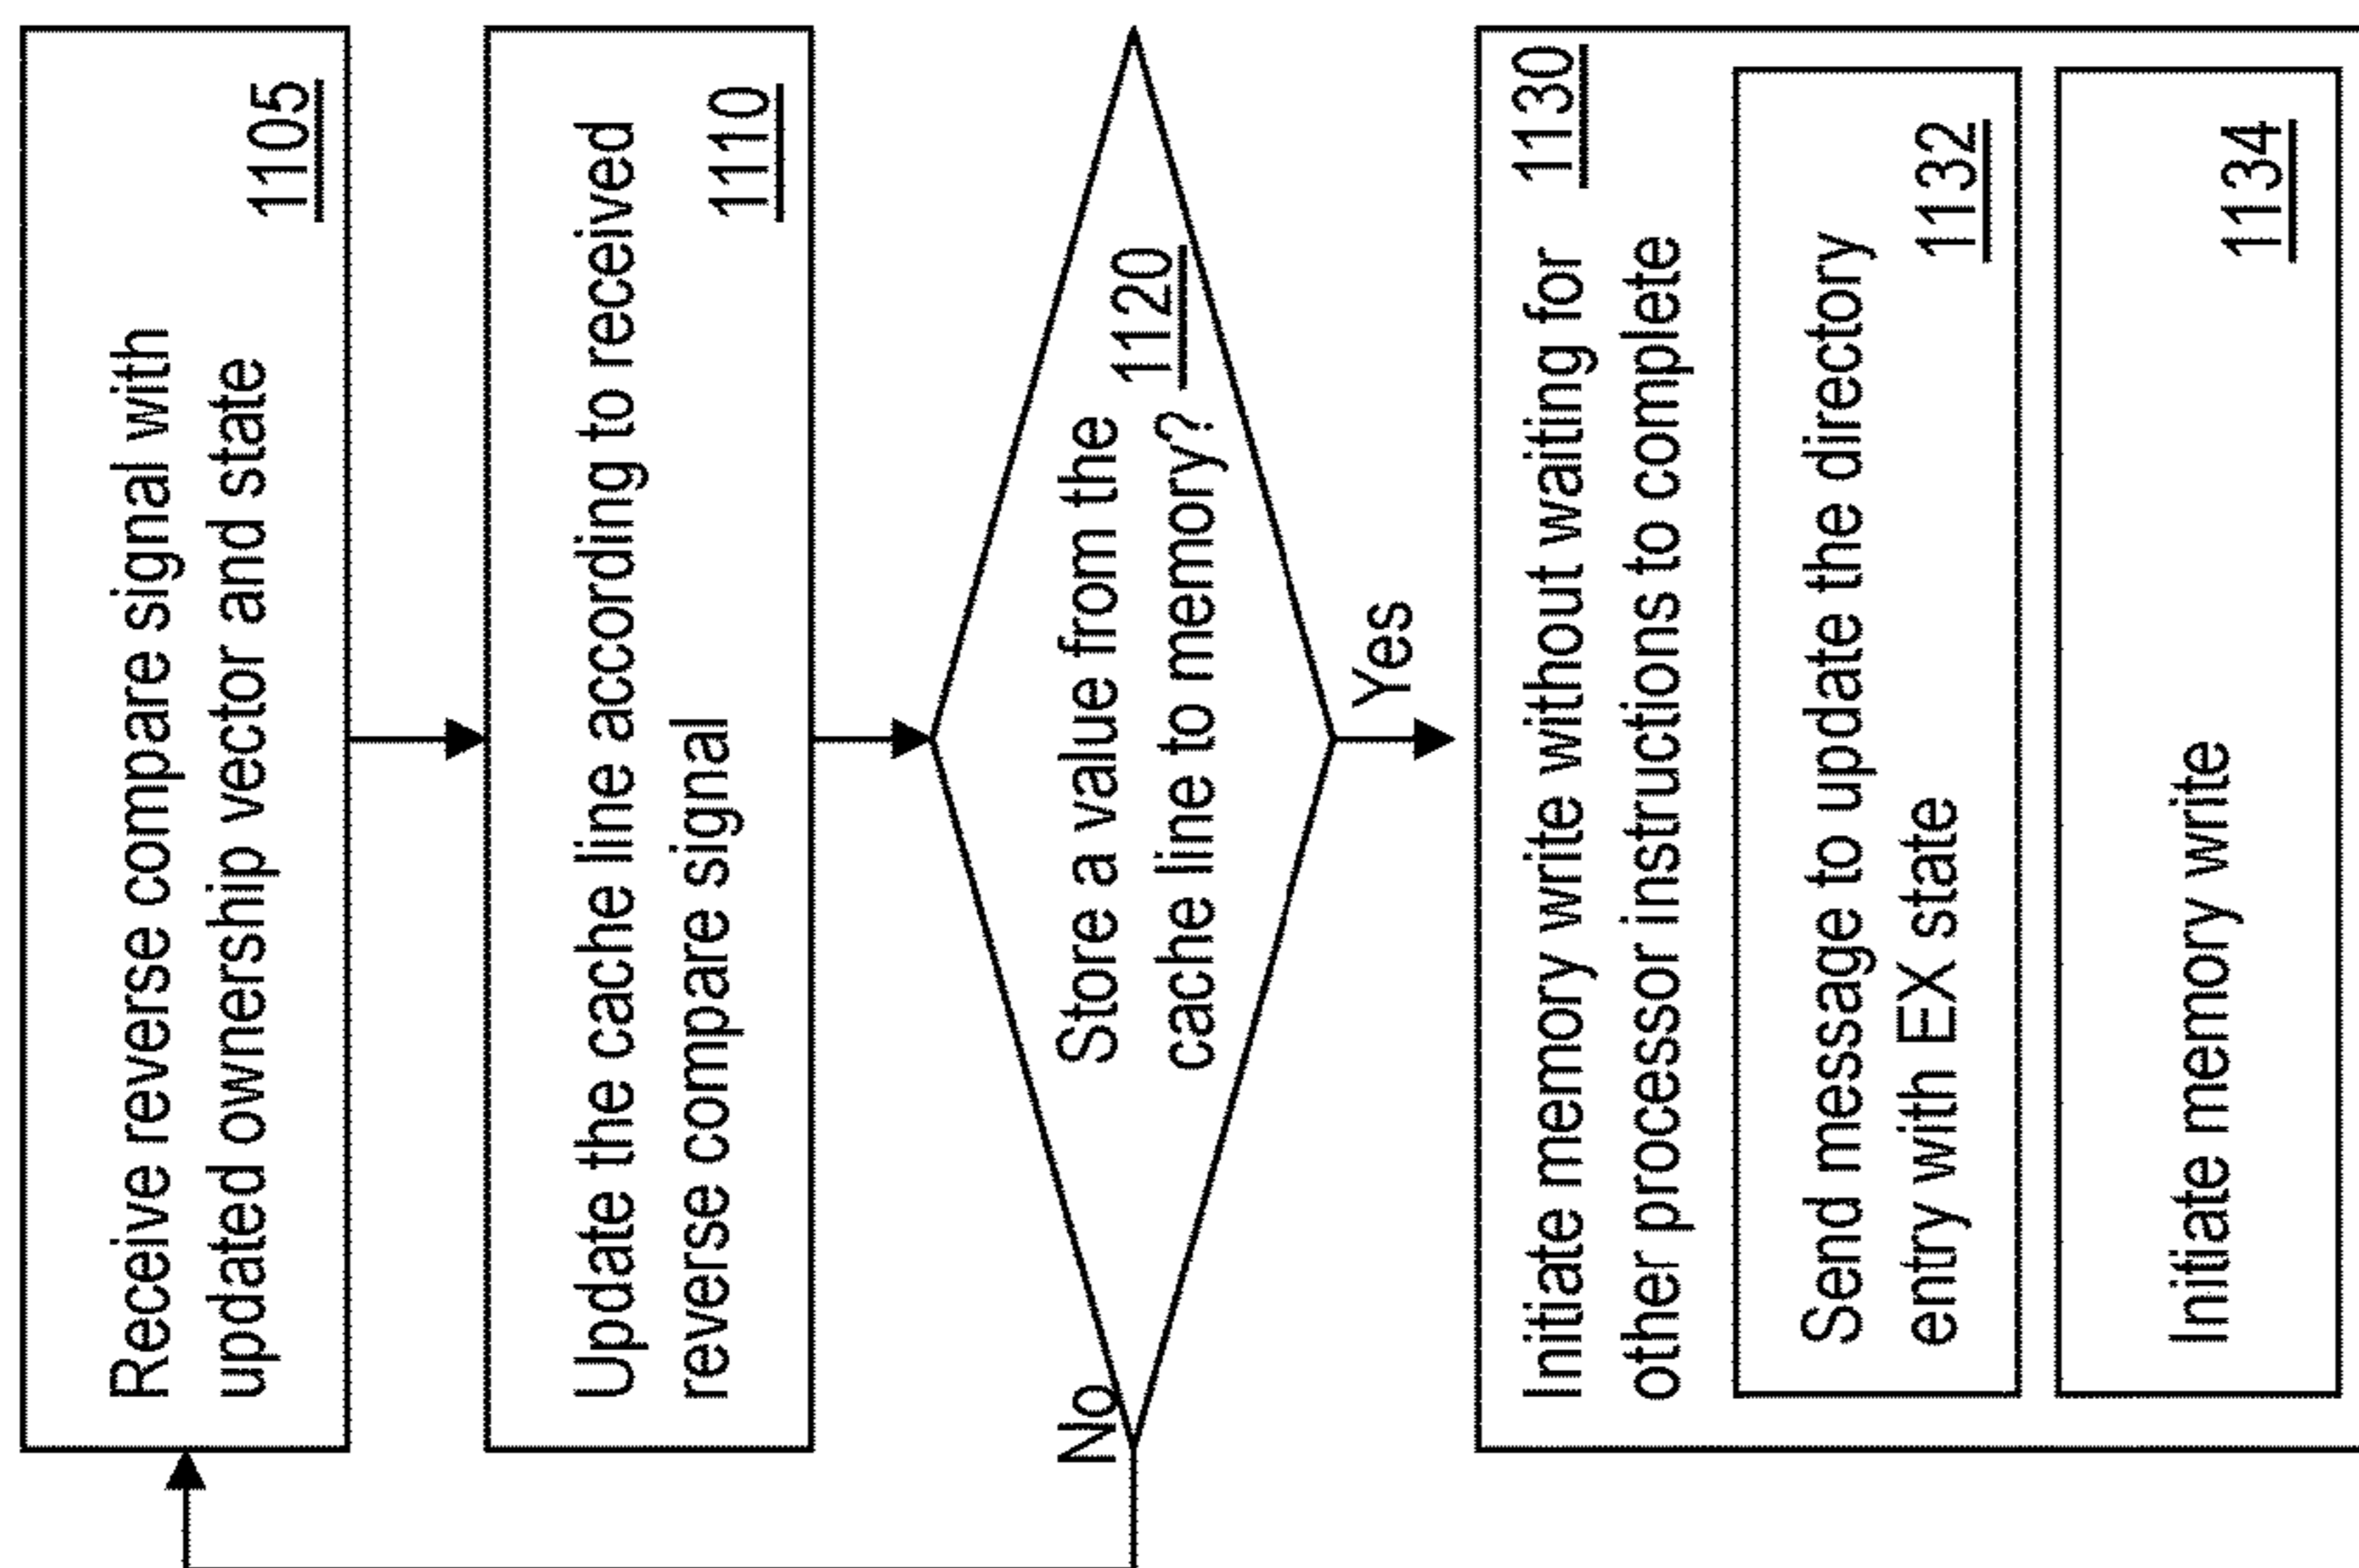 Receive reverse compare signal with
updated ownership vector and state
1105
Update the cache line according to received
reverse compare signal
1110
Store a value from the
1120
cache line to memory?
No
Yes
Initiate memory write without waiting for
1130
other processor instructions to complete
Send message to update the directory
entry with EX state
1132
Initiate memory write
1134